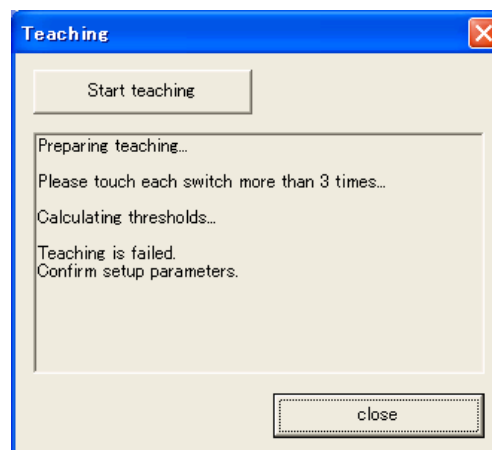 Teaching
Start teaching
Preparing teaching...
Please touch each switch more than 3 times...
Calculating thresholds...
Teaching is failed.
Confirm setup parameters.
close